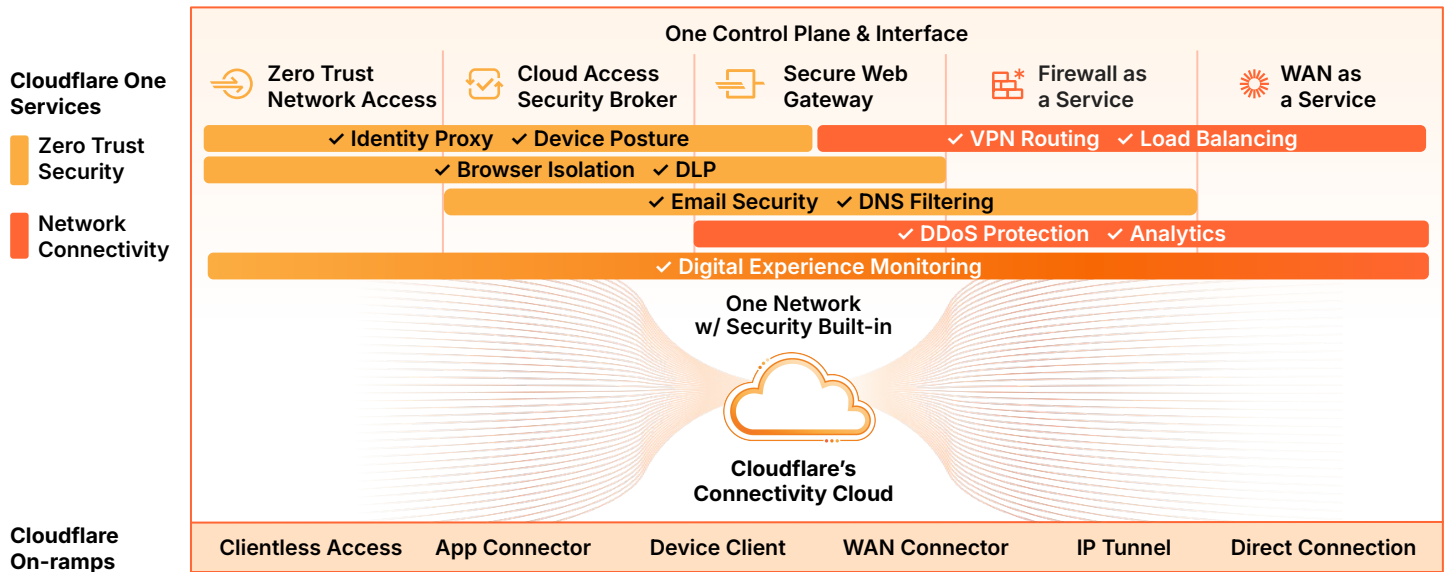 One Control Plane & Interface
Cloudflare One
Services
Zero Trust
Security
Network
Connectivity
Zero Trust
Network Access
Cloud Access
Security Broker
Secure Web
Gateway
Firewall as
a Service
WAN as
a Service
✓ Identity Proxy ✓ Device Posture
✓ VPN Routing ✓ Load Balancing
✓ Browser Isolation ✓ DLP
✓ Email Security ✓ DNS Filtering
✓ DDoS Protection ✓ Analytics
✓ Digital Experience Monitoring
One Network
w/ Security Built-in
Cloudflare’s
Connectivity Cloud
Cloudflare
On-ramps
Clientless Access
App Connector
Device Client
WAN Connector
IP Tunnel
Direct Connection